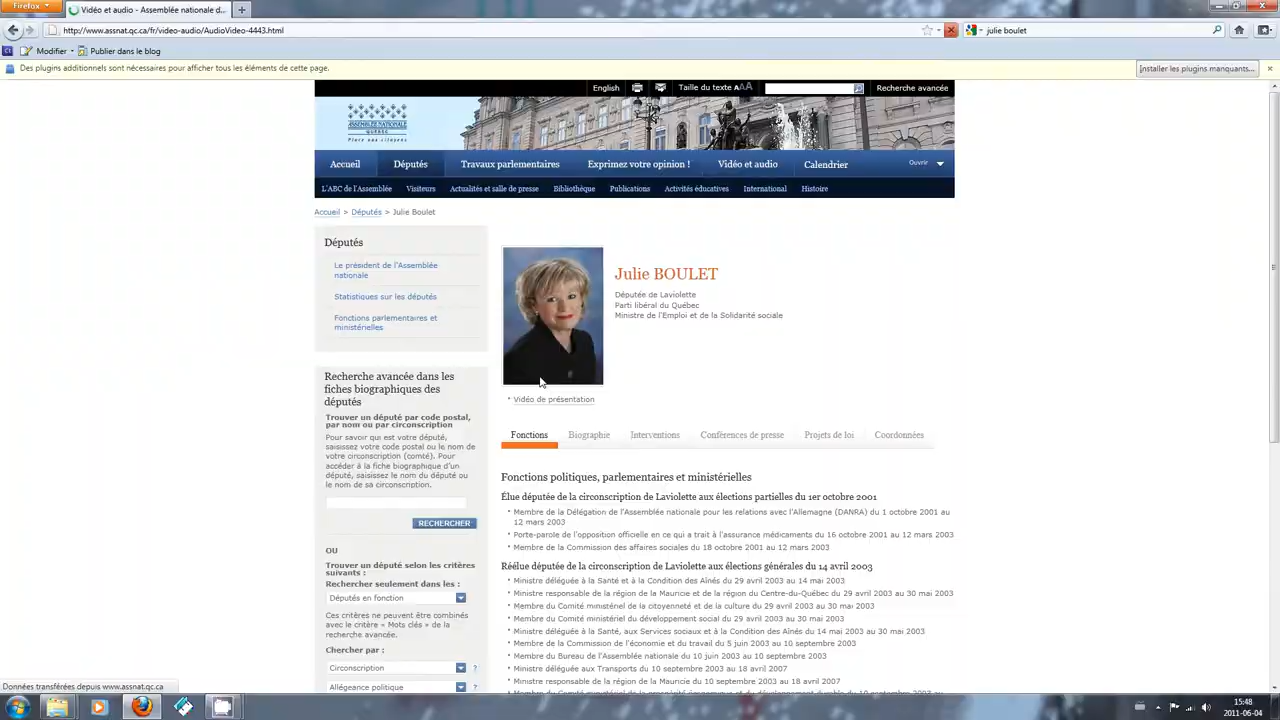 Firefox
Vidéo et audio - Assemblée nationale d...
http://www.assnat.qc.ca/fr/video-audio/AudioVideo-4443.html
julie boulet
Modifier
Publier dans le blog
Des plugins additionnels sont nécessaires pour afficher tous les éléments de cette page.
Installer les plugins manquants...
English
Taille du texte AAA
Recherche avancée
ASSEMBLÉE NATIONALE
QUÉBEC
Place aux citoyens
Accueil
Députés
Travaux parlementaires
Exprimez votre opinion !
Vidéo et audio
Calendrier
Ouvrir
L'ABC de l'Assemblée
Visiteurs
Actualités et salle de presse
Bibliothèque
Publications
Activités éducatives
International
Histoire
Accueil > Députés > Julie Boulet
Députés
Le président de l'Assemblée
nationale
Statistiques sur les députés
Fonctions parlementaires et
ministérielles
Recherche avancée dans les
fiches biographiques des
députés
Trouver un député par code postal,
par nom ou par circonscription
Pour savoir qui est votre député,
saisissez votre code postal ou le nom de
votre circonscription (comté). Pour
accéder à la fiche biographique d'un
député, saisissez le nom du député ou
le nom de sa circonscription.
RECHERCHER
OU
Trouver un député selon les critères
suivants :
Rechercher seulement dans les :
Députés en fonction
Ces critères ne peuvent être combinés
avec le critère « Mots clés » de la
recherche avancée.
Chercher par :
Circonscription
?
Allégeance politique
?
Julie BOULET
Députée de Laviolette
Parti libéral du Québec
Ministre de l'Emploi et de la Solidarité sociale
Vidéo de présentation
Fonctions
Biographie
Interventions
Conférences de presse
Projets de loi
Coordonnées
Fonctions politiques, parlementaires et ministérielles
Élue députée de la circonscription de Laviolette aux élections partielles du 1er octobre 2001
Membre de la Délégation de l'Assemblée nationale pour les relations avec l'Allemagne (DANRA) du 1 octobre 2001 au
12 mars 2003
Porte-parole de l'opposition officielle en ce qui a trait à l'assurance médicaments du 16 octobre 2001 au 12 mars 2003
Membre de la Commission des affaires sociales du 18 octobre 2001 au 12 mars 2003
Réélue députée de la circonscription de Laviolette aux élections générales du 14 avril 2003
Ministre déléguée à la Santé et à la Condition des Aînés du 29 avril 2003 au 14 mai 2003
Ministre responsable de la région de la Mauricie et de la région du Centre-du-Québec du 29 avril 2003 au 30 mai 2003
Membre du Comité ministériel de la citoyenneté et de la culture du 29 avril 2003 au 30 mai 2003
Membre du Comité ministériel du développement social du 29 avril 2003 au 30 mai 2003
Ministre déléguée à la Santé, aux Services sociaux et à la Condition des Aînés du 14 mai 2003 au 30 mai 2003
Membre de la Commission de l'économie et du travail du 5 juin 2003 au 10 septembre 2003
Membre du Bureau de l'Assemblée nationale du 10 juin 2003 au 10 septembre 2003
Ministre déléguée aux Transports du 10 septembre 2003 au 18 avril 2007
Ministre responsable de la région de la Mauricie du 10 septembre 2003 au 18 avril 2007
Données transférées depuis www.assnat.qc.ca
15:48
2011-06-04